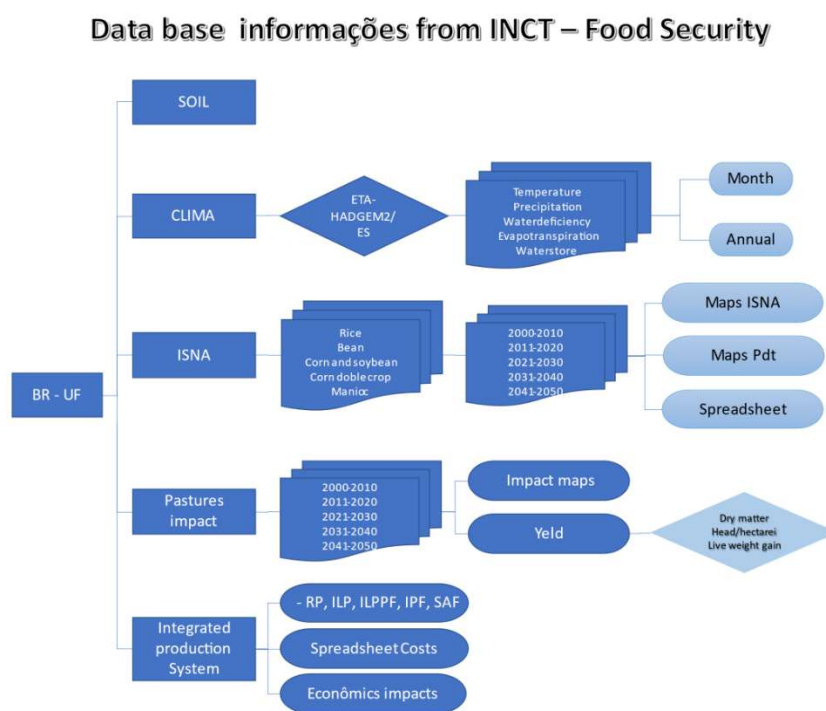 Data base informações from INCT – Food Security
SOIL
CLIMA
ETA-
HADGEM2/
ES
Temperature
Precipitation
Waterdeficiency
Evapotranspiration
Waterstore
Month
Annual
ISNA
Rice
Bean
Corn and soybean
Corn doblecrop
Manioc
2000-2010
2011-2020
2021-2030
2031-2040
2041-2050
Maps ISNA
Maps Pdt
Spreadsheet
BR - UF
Pastures
impact
2000-2010
2011-2020
2021-2030
2031-2040
2041-2050
Impact maps
Yeld
Dry matter
Head/hectarei
Live weight gain
Integrated
production
System
- RP, ILP, ILPPF, IPF, SAF
Spreadsheet Costs
Econômics impacts